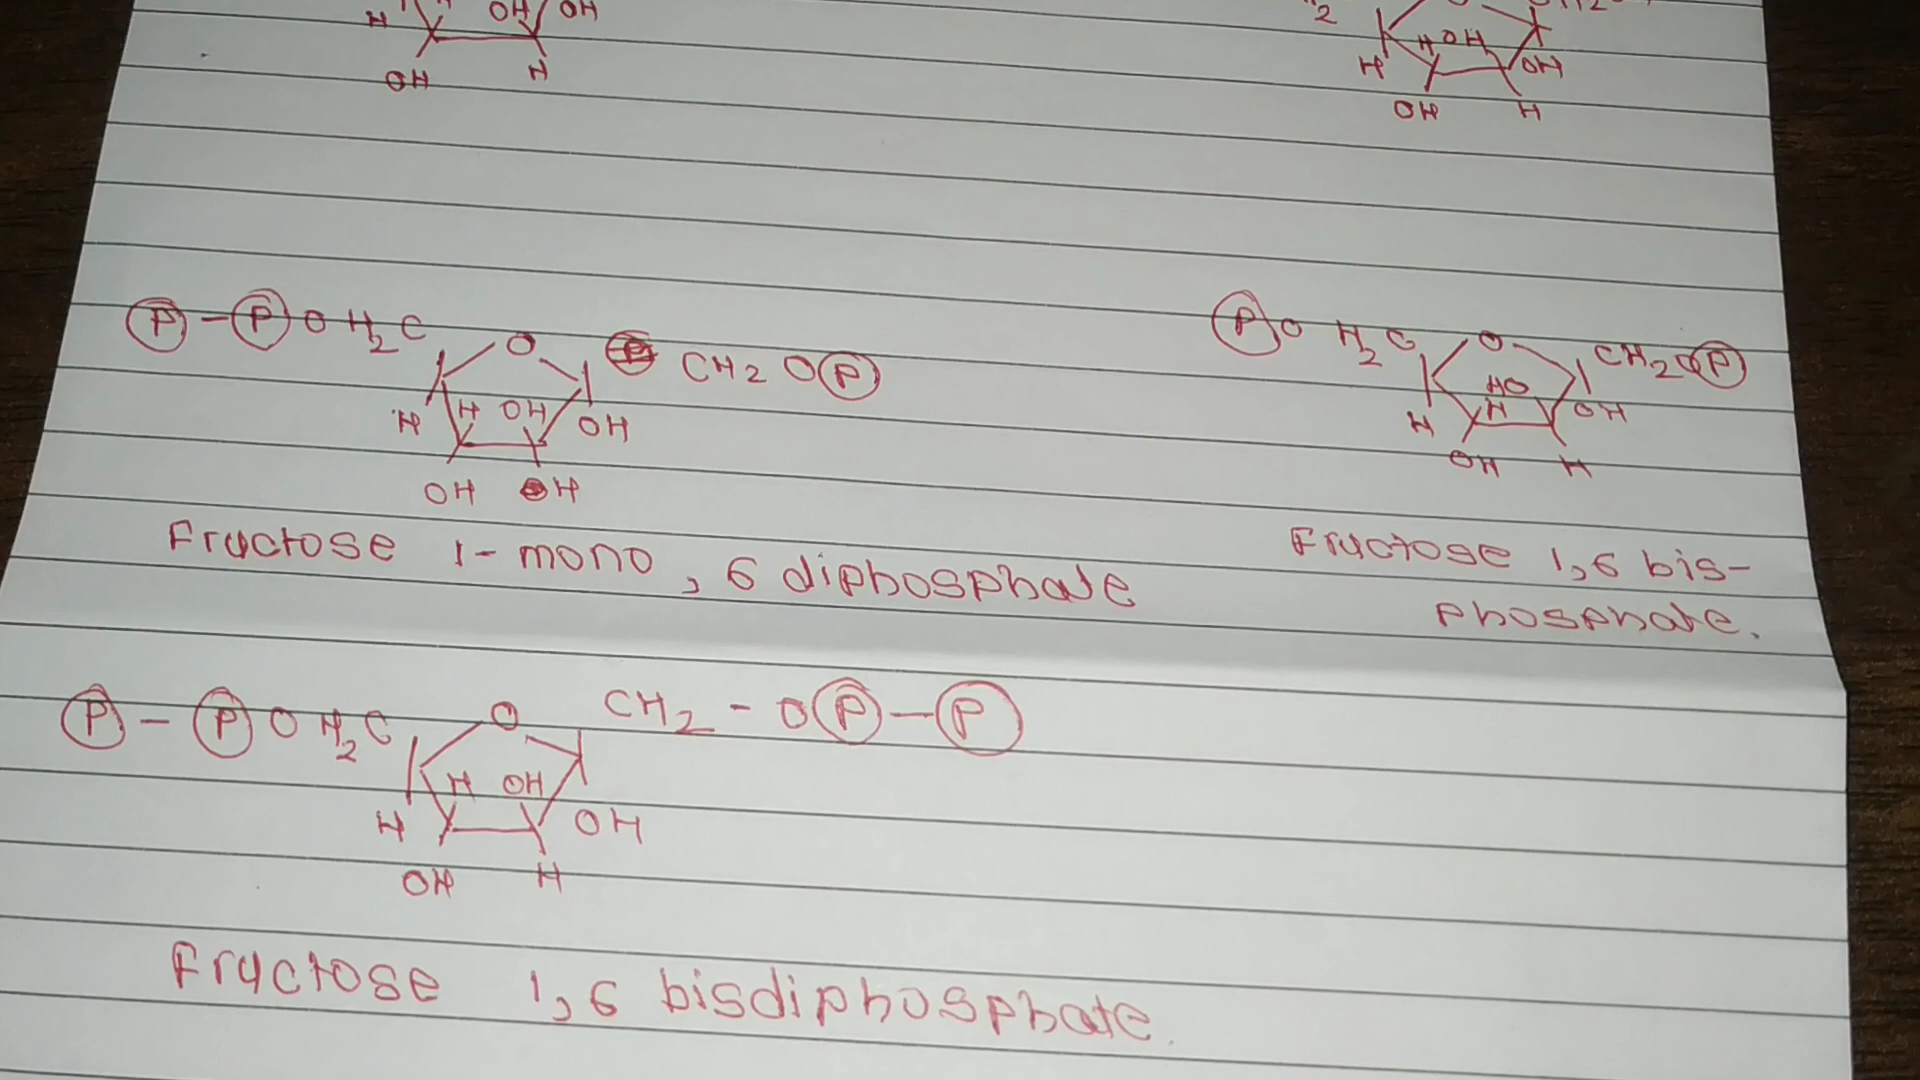 H OH OH
OH H
2
H H OH OH
OH H
P - P O H2C O CH2 O P
H H OH OH
OH H
P O H2C O CH2 O P
H H HO OH
OH H
Fructose 1- mono , 6 diphosphate
Fructose 1,6 bis-
phosphate.
P - P O H2C O CH2 - O P - P
H H OH OH
OH H
Fructose 1,6 bisdiphosphate.